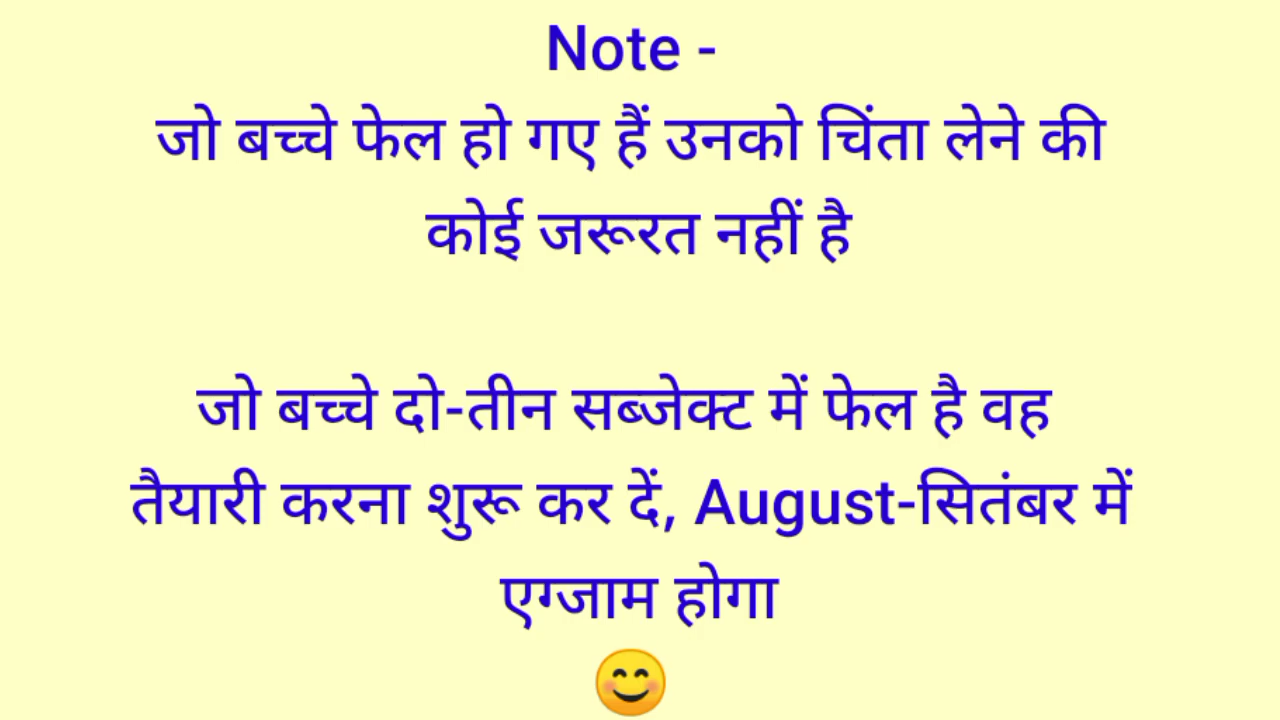 Note -
जो बच्चे फेल हो गए हैं उनको चिंता लेने की
कोई जरूरत नहीं है
जो बच्चे दो-तीन सब्जेक्ट में फेल है वह
तैयारी करना शुरू कर दें, August-सितंबर में
एग्जाम होगा
😊